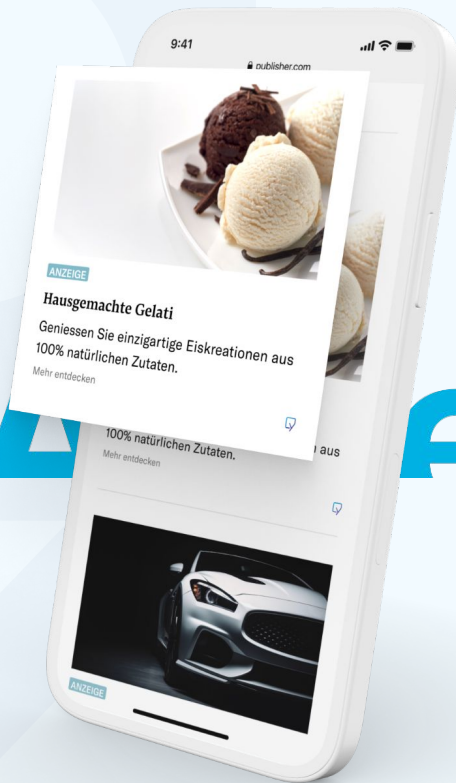 9:41
publisher.com
ANZEIGE
Hausgemachte Gelati
Geniessen Sie einzigartige Eiskreationen aus
100% natürlichen Zutaten.
Mehr entdecken
aus
100% natürlichen Zutaten.
Mehr entdecken
ANZEIGE